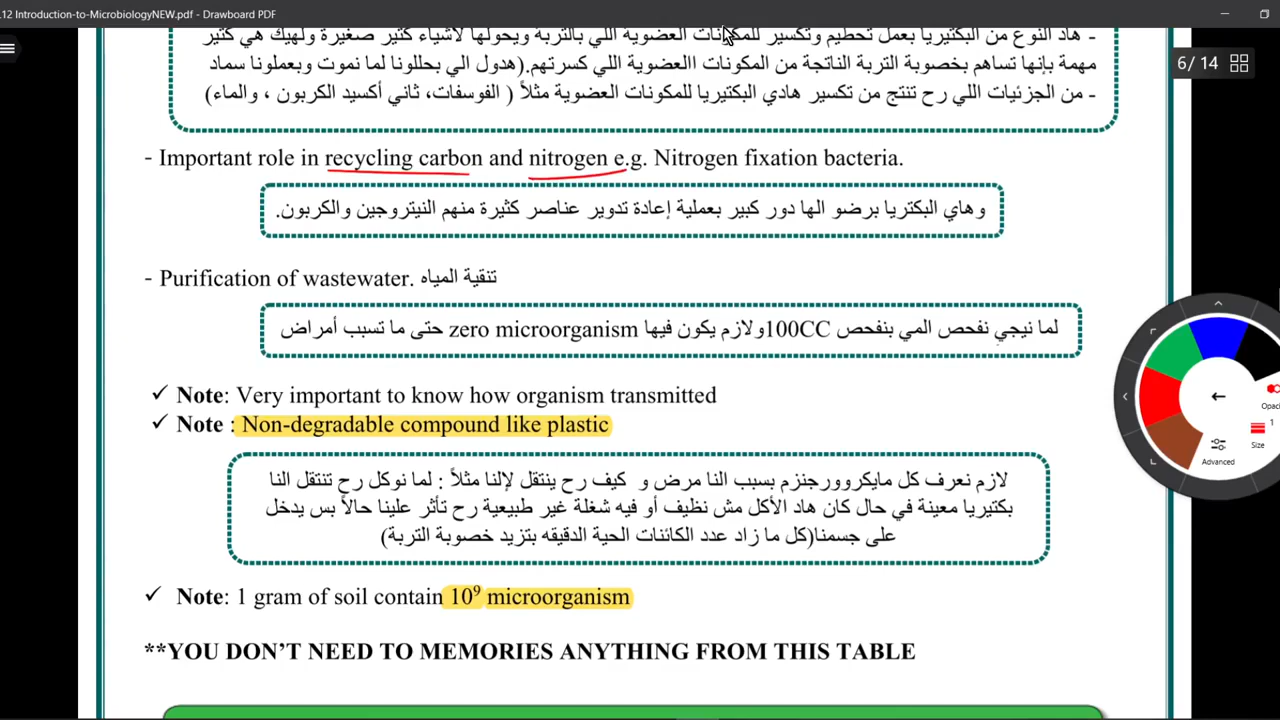 .12 Introduction-to-MicrobiologyNEW.pdf - Drawboard PDF
- هاد النوع من البكتيريا بعمل تحطيم وتكسير للمكونات العضوية اللي بالتربة ويحولها لأشياء كتير صغيرة ولهيك هي كتير
مهمة بإنها تساهم بخصوبة التربة الناتجة من المكونات االعضوية اللي كسرتهم.(هدول الي بحللونا لما نموت وبعملونا سماد
- من الجزئيات اللي رح تنتج من تكسير هادي البكتيريا للمكونات العضوية مثلاً ( الفوسفات، ثاني أكسيد الكربون ، والماء)
6 / 14
- Important role in recycling carbon and nitrogen e.g. Nitrogen fixation bacteria.
وهاي البكتريا برضو الها دور كبير بعملية إعادة تدوير عناصر كثيرة منهم النيتروجين والكربون.
- Purification of wastewater. تنقية المياه
لما نيجي نفحص المي بنفحص 100CCولازم يكون فيها zero microorganism حتى ما تسبب أمراض
✓ Note: Very important to know how organism transmitted
✓ Note : Non-degradable compound like plastic
لازم نعرف كل مايكروورجنزم بسبب النا مرض و كيف رح ينتقل لإلنا مثلاً : لما نوكل رح تنتقل النا
بكتيريا معينة في حال كان هاد الأكل مش نظيف أو فيه شغلة غير طبيعية رح تأثر علينا حالاً بس يدخل
على جسمنا(كل ما زاد عدد الكائنات الحية الدقيقه بتزيد خصوبة التربة)
✓ Note: 1 gram of soil contain 10⁹ microorganism
**YOU DON'T NEED TO MEMORIES ANYTHING FROM THIS TABLE
Opac
1
Size
Advanced